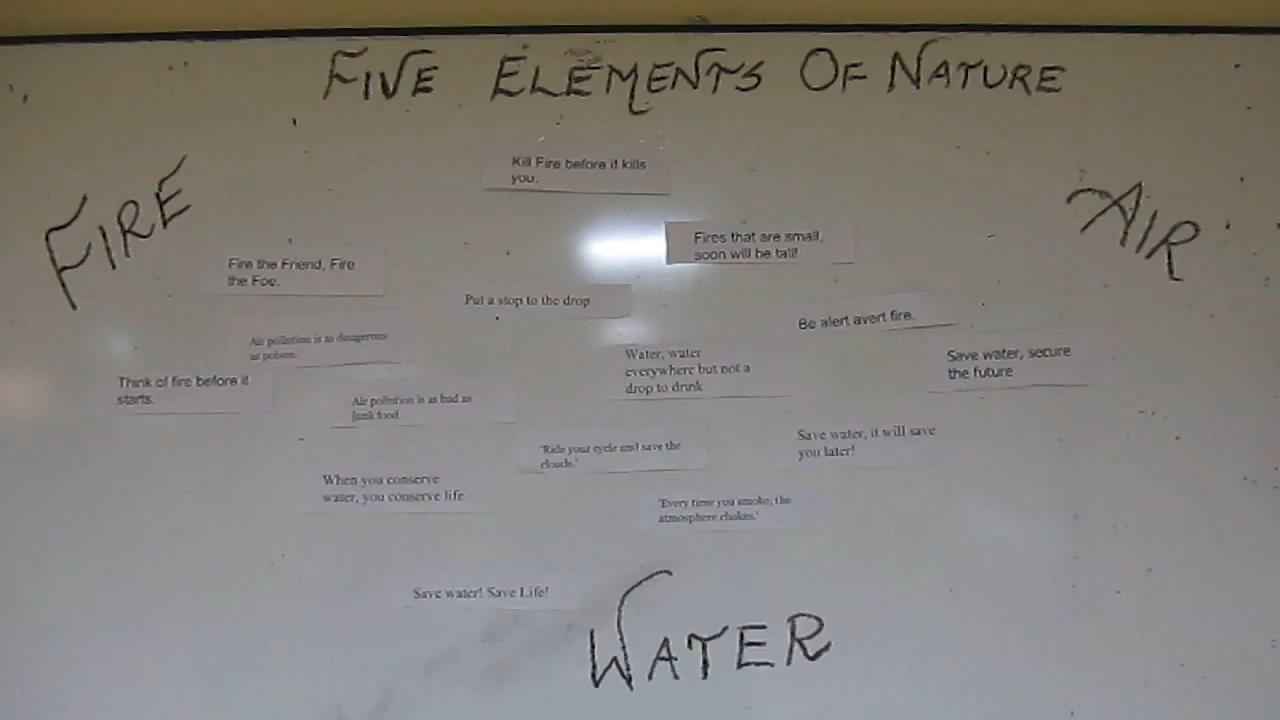 FIVE ELEMENTS OF NATURE
FIRE
AIR
Kill Fire before it kills
you.
Fires that are small,
soon will be tall!
Fire the Friend, Fire
the Foe.
Put a stop to the drop
Be alert avert fire.
Air pollution is as dangerous
as poison.
Water, water
everywhere but not a
drop to drink
Save water, secure
the future
Think of fire before it
starts.
Air pollution is as bad as
junk food
'Ride your cycle and save the
clouds.'
Save water, it will save
you later!
When you conserve
water, you conserve life
'Every time you smoke, the
atmosphere chokes.'
Save water! Save Life!
WATER